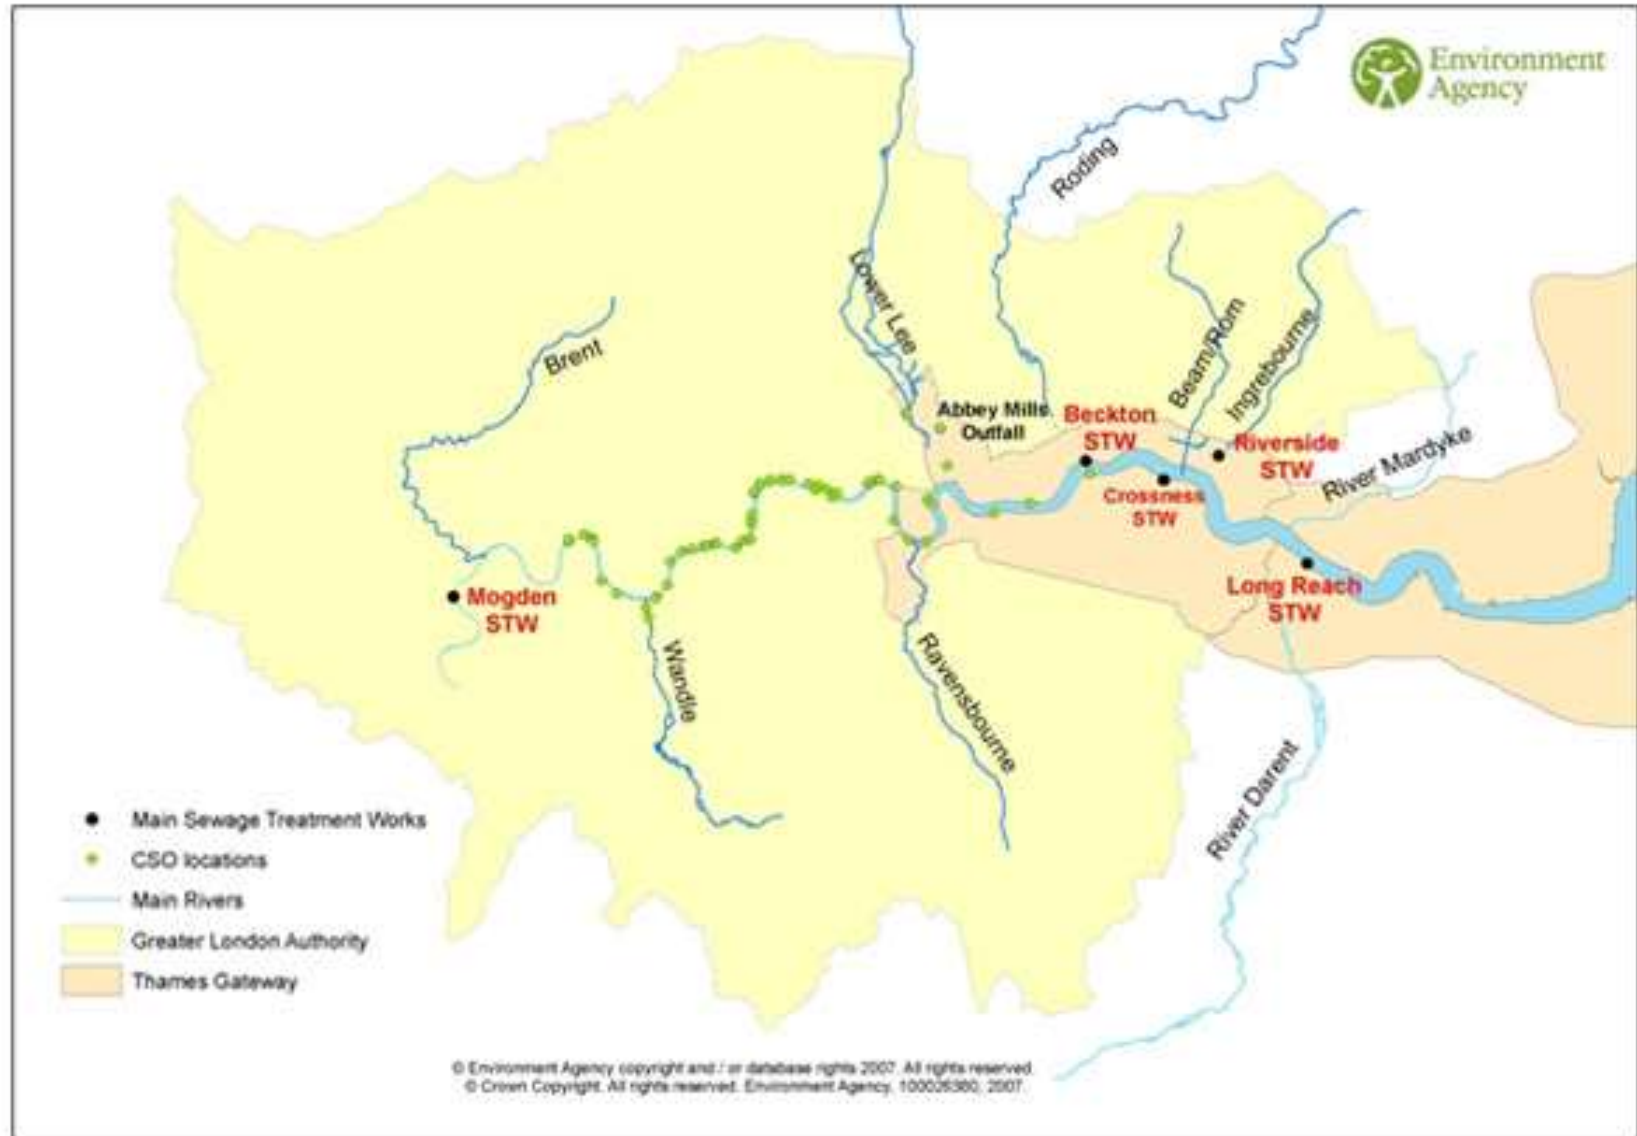 Environment
Agency
Roding
Lower Lee
Brent
Beam/Rom
Ingrebourne
Abbey Mills
Outfall
Beckton
STW
Riverside
STW
River Mardyke
Crossness
STW
Mogden
STW
Long Reach
STW
Wandle
Ravensbourne
River Darent
Main Sewage Treatment Works
CSO locations
Main Rivers
Greater London Authority
Thames Gateway
© Environment Agency copyright and / or database rights 2007. All rights reserved.
© Crown Copyright. All rights reserved. Environment Agency, 100026380, 2007.